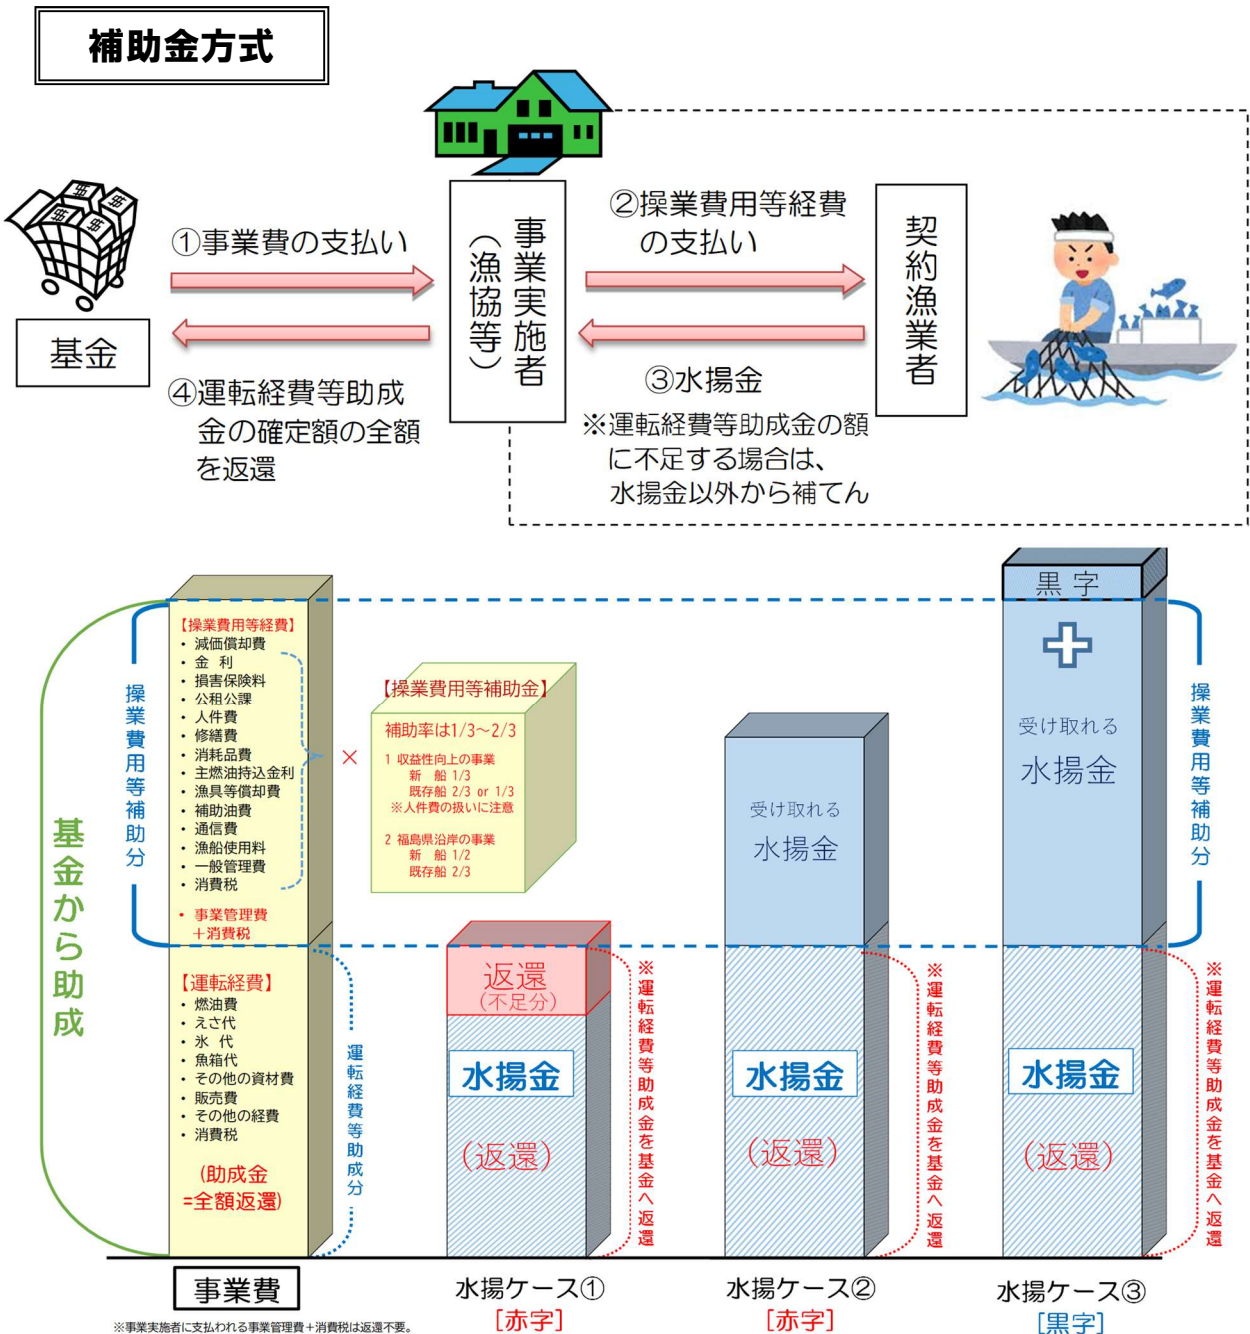 補助金方式
①事業費の支払い
基金
④運転経費等助成
金の確定額の全額
を返還
事業実施者
（漁協等）
②操業費用等経費
の支払い
③水揚金
※運転経費等助成金の額
に不足する場合は、
水揚金以外から補てん
契約漁業者
基金から助成
操業費用等補助分
【操業費用等経費】
・ 減価償却費
・ 金 利
・ 損害保険料
・ 公租公課
・ 人件費
・ 修繕費
・ 消耗品費
・ 主燃油持込金利
・ 漁具等償却費
・ 補助油費
・ 通信費
・ 漁船使用料
・ 一般管理費
・ 消費税
・ 事業管理費
＋消費税
【運転経費】
・ 燃油費
・ えさ代
・ 氷 代
・ 魚箱代
・ その他の資材費
・ 販売費
・ その他の経費
・ 消費税
(助成金
=全額返還)
運転経費等助成分
事業費
※事業実施者に支払われる事業管理費＋消費税は返還不要。
×
【操業費用等補助金】
補助率は1/3～2/3
1 収益性向上の事業
新 船 1/3
既存船 2/3 or 1/3
※人件費の扱いに注意
2 福島県沿岸の事業
新 船 1/2
既存船 2/3
返還
(不足分)
水揚金
(返還)
※運転経費等助成金を基金へ返還
水揚ケース①
[赤字]
受け取れる
水揚金
水揚金
(返還)
※運転経費等助成金を基金へ返還
水揚ケース②
[赤字]
黒 字
受け取れる
水揚金
水揚金
(返還)
操業費用等補助分
※運転経費等助成金を基金へ返還
水揚ケース③
[黒字]